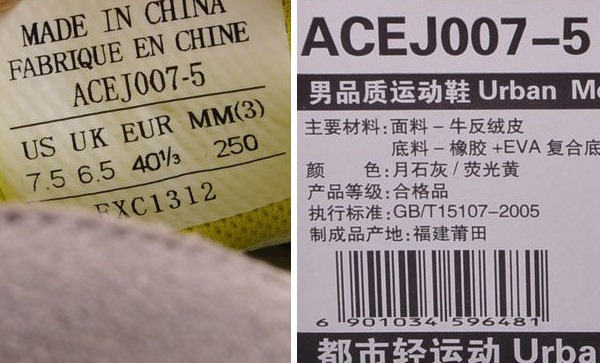 MADE IN CHINA
FABRIQUE EN CHINE
ACEJ007-5
US UK EUR MM(3)
7.5 6.5 40⅓ 250
EXC1312
ACEJ007-5
男品质运动鞋 Urban
主要材料:面料-牛反绒皮
底料-橡胶+EVA 复合底
颜 色:月石灰/荧光黄
产品等级:合格品
执行标准:GB/T15107-2005
制成品产地:福建莆田
6 901034 596481
都市轻运动 Urba